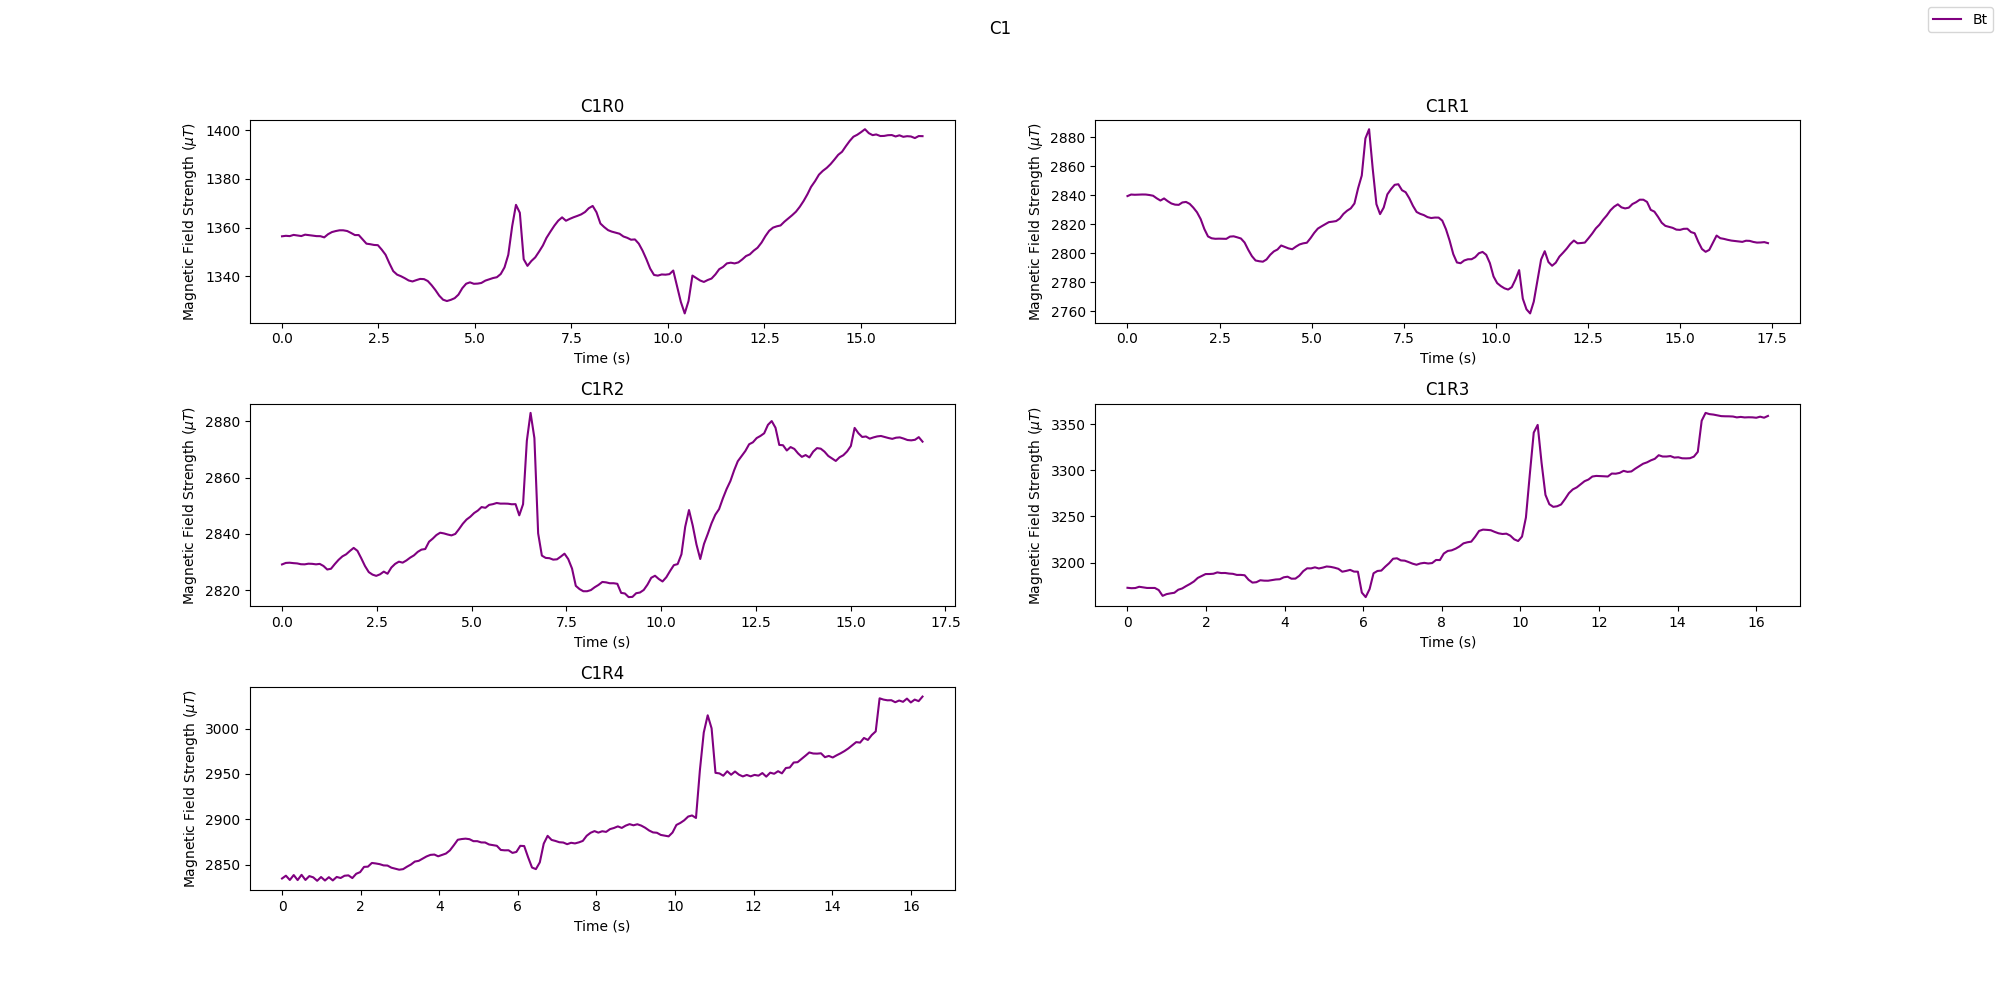 C1
Bt
C1R0
Magnetic Field Strength (μT)
1400
1380
1360
1340
0.0 2.5 5.0 7.5 10.0 12.5 15.0
Time (s)
C1R1
Magnetic Field Strength (μT)
2880
2860
2840
2820
2800
2780
2760
0.0 2.5 5.0 7.5 10.0 12.5 15.0 17.5
Time (s)
C1R2
Magnetic Field Strength (μT)
2880
2860
2840
2820
0.0 2.5 5.0 7.5 10.0 12.5 15.0 17.5
Time (s)
C1R3
Magnetic Field Strength (μT)
3350
3300
3250
3200
0 2 4 6 8 10 12 14 16
Time (s)
C1R4
Magnetic Field Strength (μT)
3000
2950
2900
2850
0 2 4 6 8 10 12 14 16
Time (s)